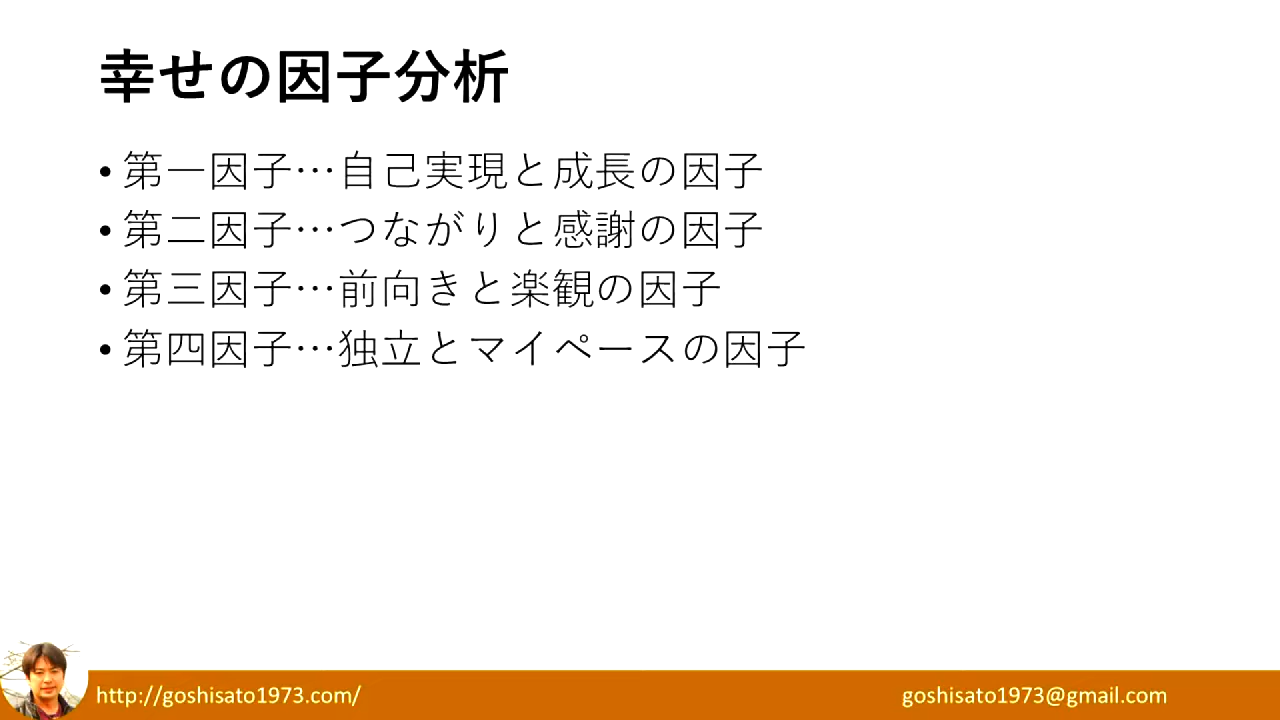 幸せの因子分析
• 第一因子…自己実現と成長の因子
• 第二因子…つながりと感謝の因子
• 第三因子…前向きと楽観の因子
• 第四因子…独立とマイペースの因子
http://goshisato1973.com/
goshisato1973@gmail.com